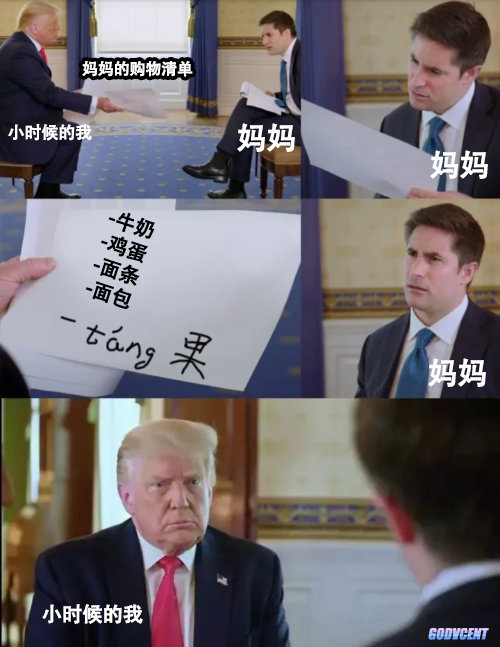 妈妈的购物清单
小时候的我
妈妈
妈妈
-牛奶
-鸡蛋
-面条
-面包
- táng 果
妈妈
小时候的我
GODVCENT